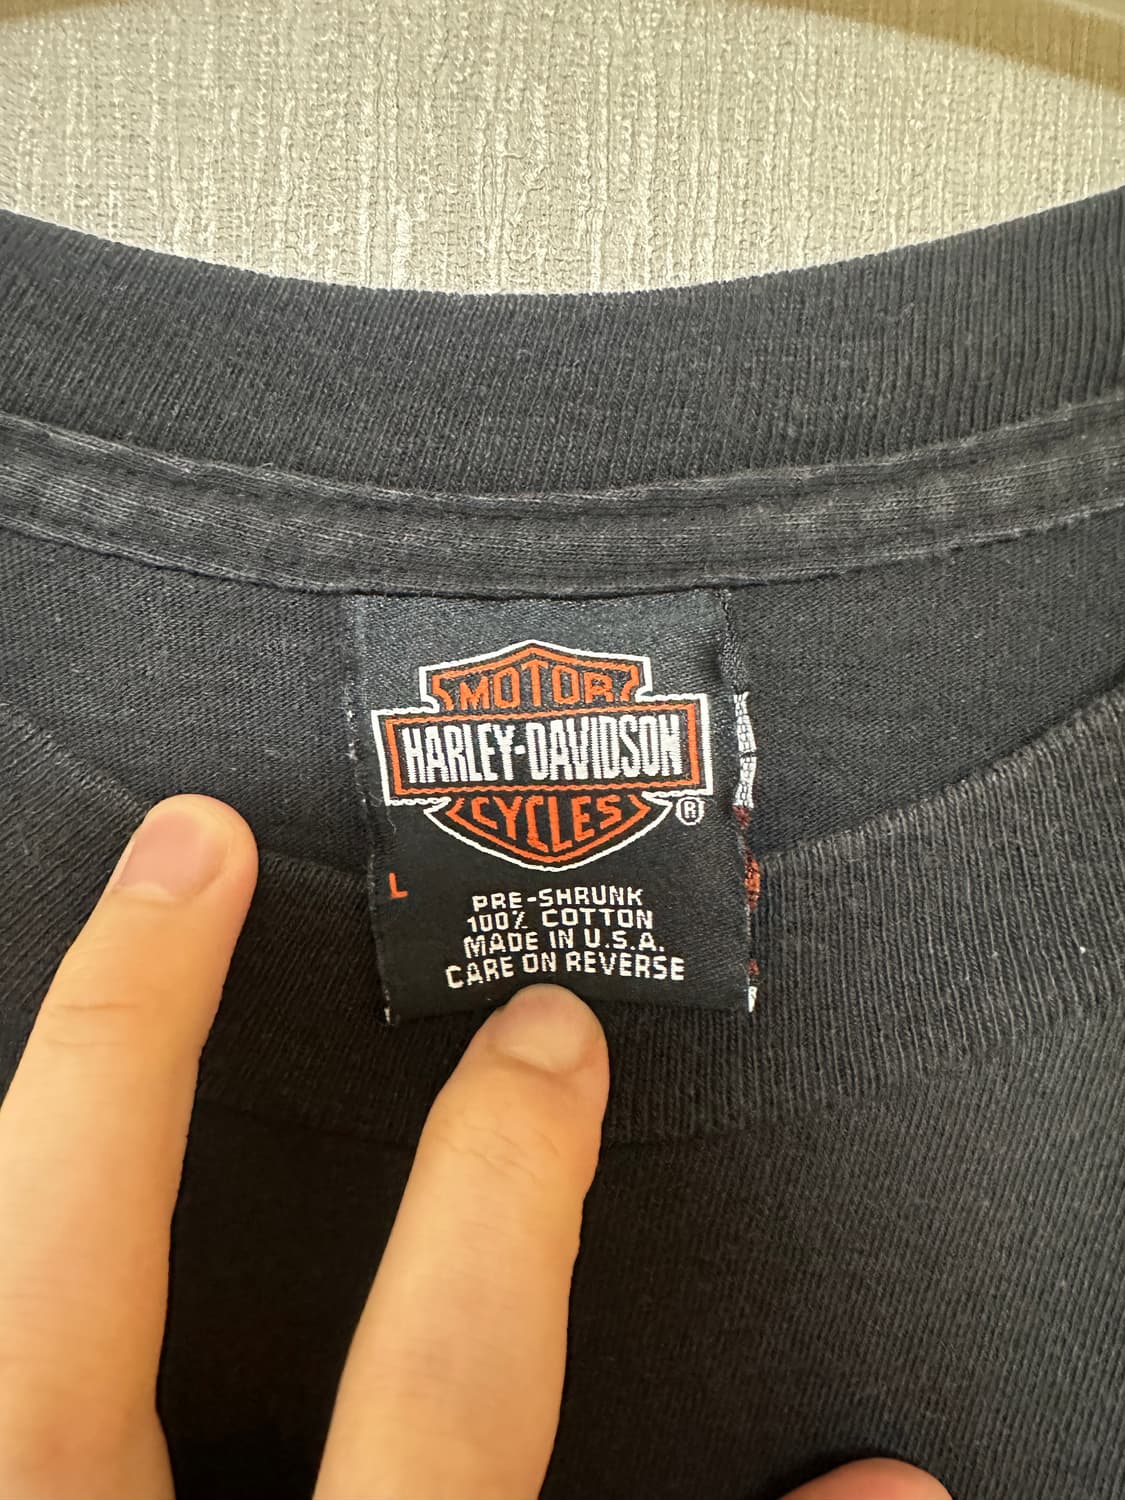 MOTOR
HARLEY-DAVIDSON
CYCLES ®
L
PRE-SHRUNK
100% COTTON
MADE IN U.S.A.
CARE ON REVERSE